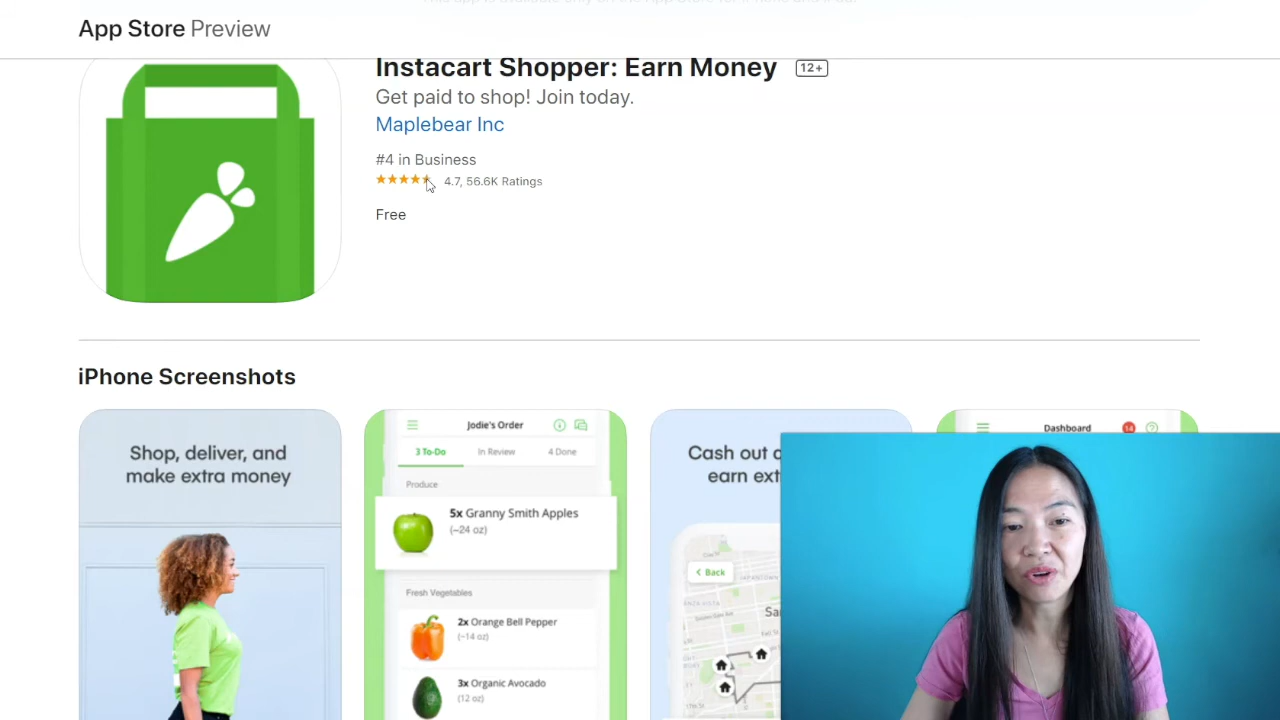 App Store Preview
Instacart Shopper: Earn Money 12+
Get paid to shop! Join today.
Maplebear Inc
#4 in Business
4.7, 56.6K Ratings
Free
iPhone Screenshots
Shop, deliver, and
make extra money
Jodie's Order
3 To-Do In Review 4 Done
Produce
5x Granny Smith Apples
(~24 oz)
Fresh Vegetables
2x Orange Bell Pepper
(~14 oz)
3x Organic Avocado
(12 oz)
Cash out
earn
Back
Dashboard 14